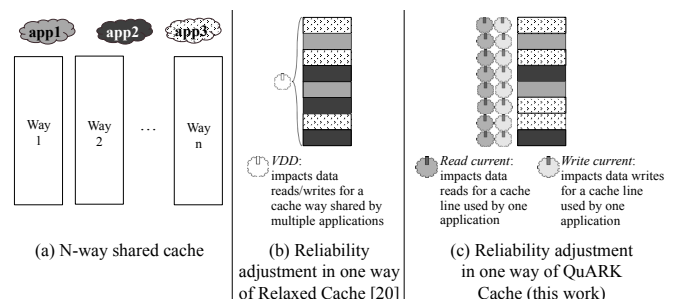 app1 app2 app3
Way
1
Way
2
...
Way
n
(a) N-way shared cache
VDD:
impacts data
reads/writes for a
cache way shared by
multiple applications
(b) Reliability
adjustment in one way
of Relaxed Cache [20]
Read current:
impacts data
reads for a cache
line used by one
application
Write current:
impacts data writes
for a cache line
used by one
application
(c) Reliability adjustment
in one way of QuARK
Cache (this work)